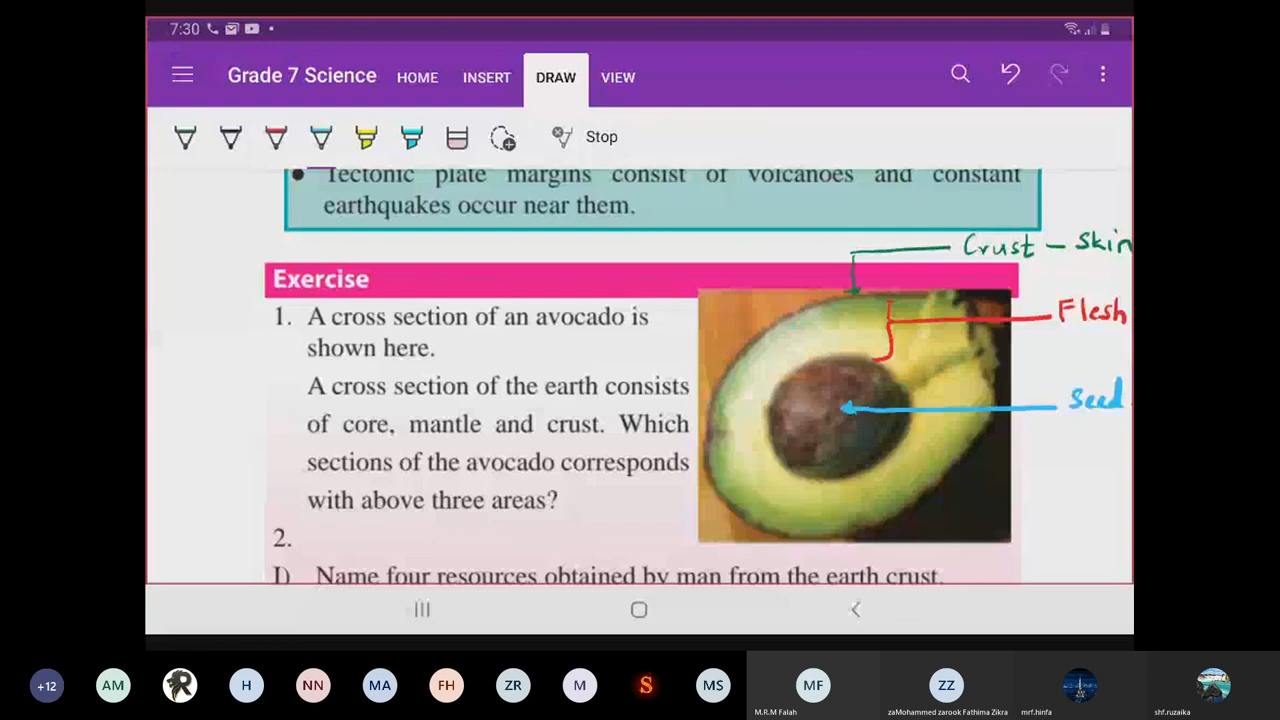 7:30
Grade 7 Science HOME INSERT DRAW VIEW
Stop
Tectonic plate margins consist of volcanoes and constant
earthquakes occur near them.
Crust – Skin
Exercise
Flesh
1. A cross section of an avocado is
shown here.
A cross section of the earth consists
of core, mantle and crust. Which
sections of the avocado corresponds
with above three areas?
Seed
2.
I) Name four resources obtained by man from the earth crust.
+12 AM R H NN MA FH ZR M S MS MF ZZ
M.R.M Falah zaMohammed zarook Fathima Zikra mrf.hinfa shf.ruzaika